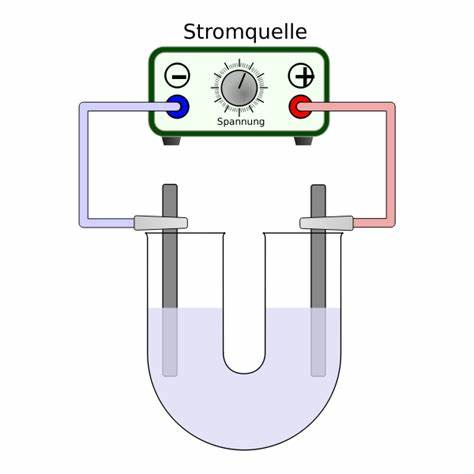 Stromquelle
− +
Spannung